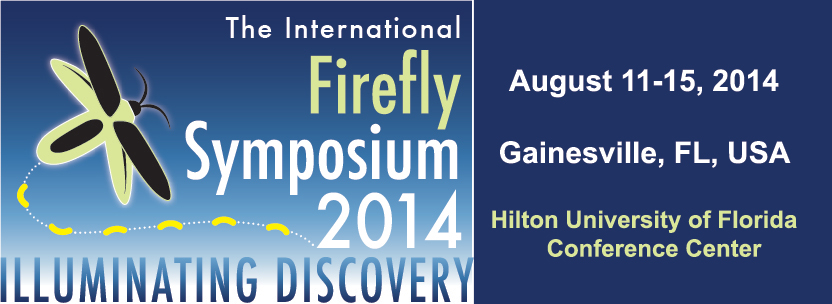 The International
Firefly
Symposium
2014
ILLUMINATING DISCOVERY
August 11-15, 2014
Gainesville, FL, USA
Hilton University of Florida
Conference Center